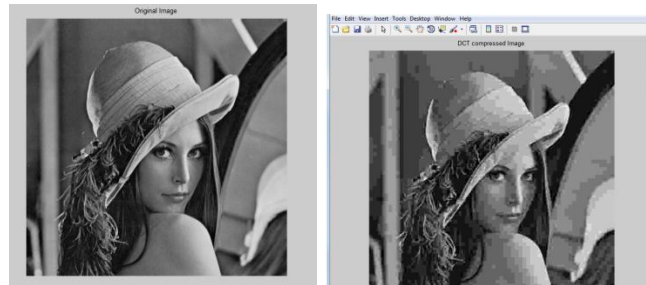 Original Image
File Edit View Insert Tools Desktop Window Help
DCT compressed Image